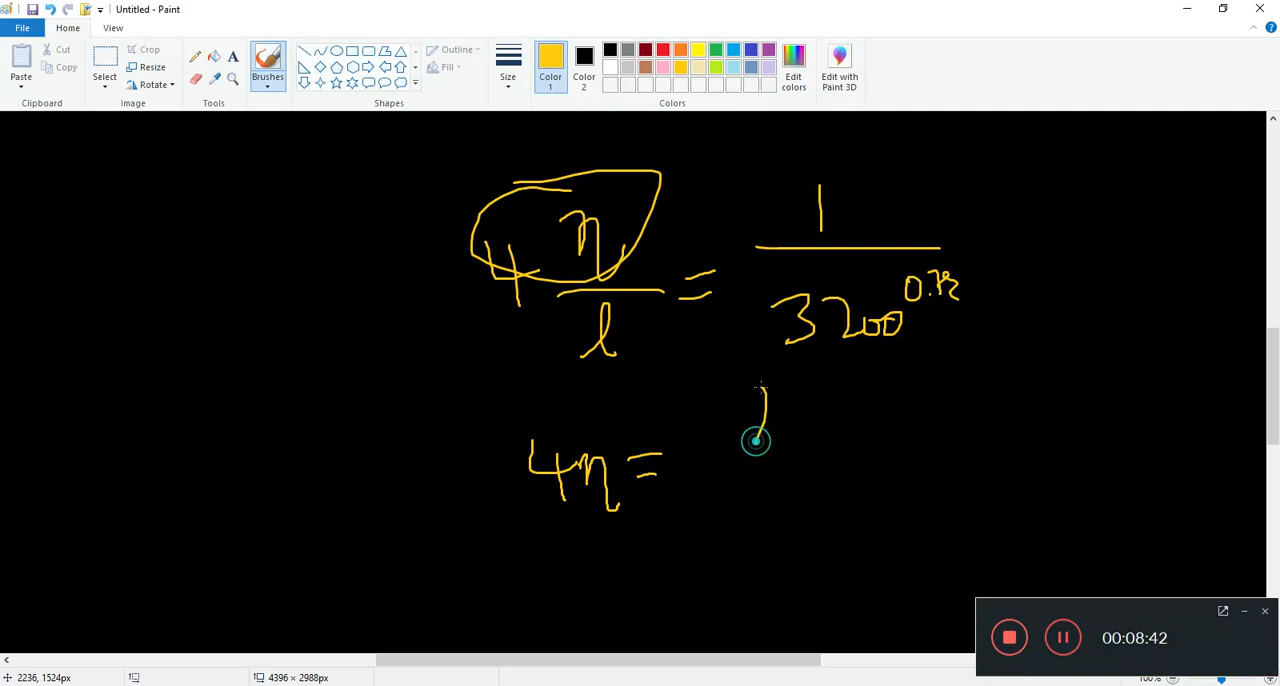 Untitled - Paint
File Home View
Paste Cut Copy Select Crop Resize Rotate Brushes Outline Fill Size Color 1 Color 2 Edit colors Edit with Paint 3D
Clipboard Image Tools Shapes Colors
4 η/l = 1/3200^0.72
4η =
00:08:42
2236, 1524px 4396 × 2988px 100%